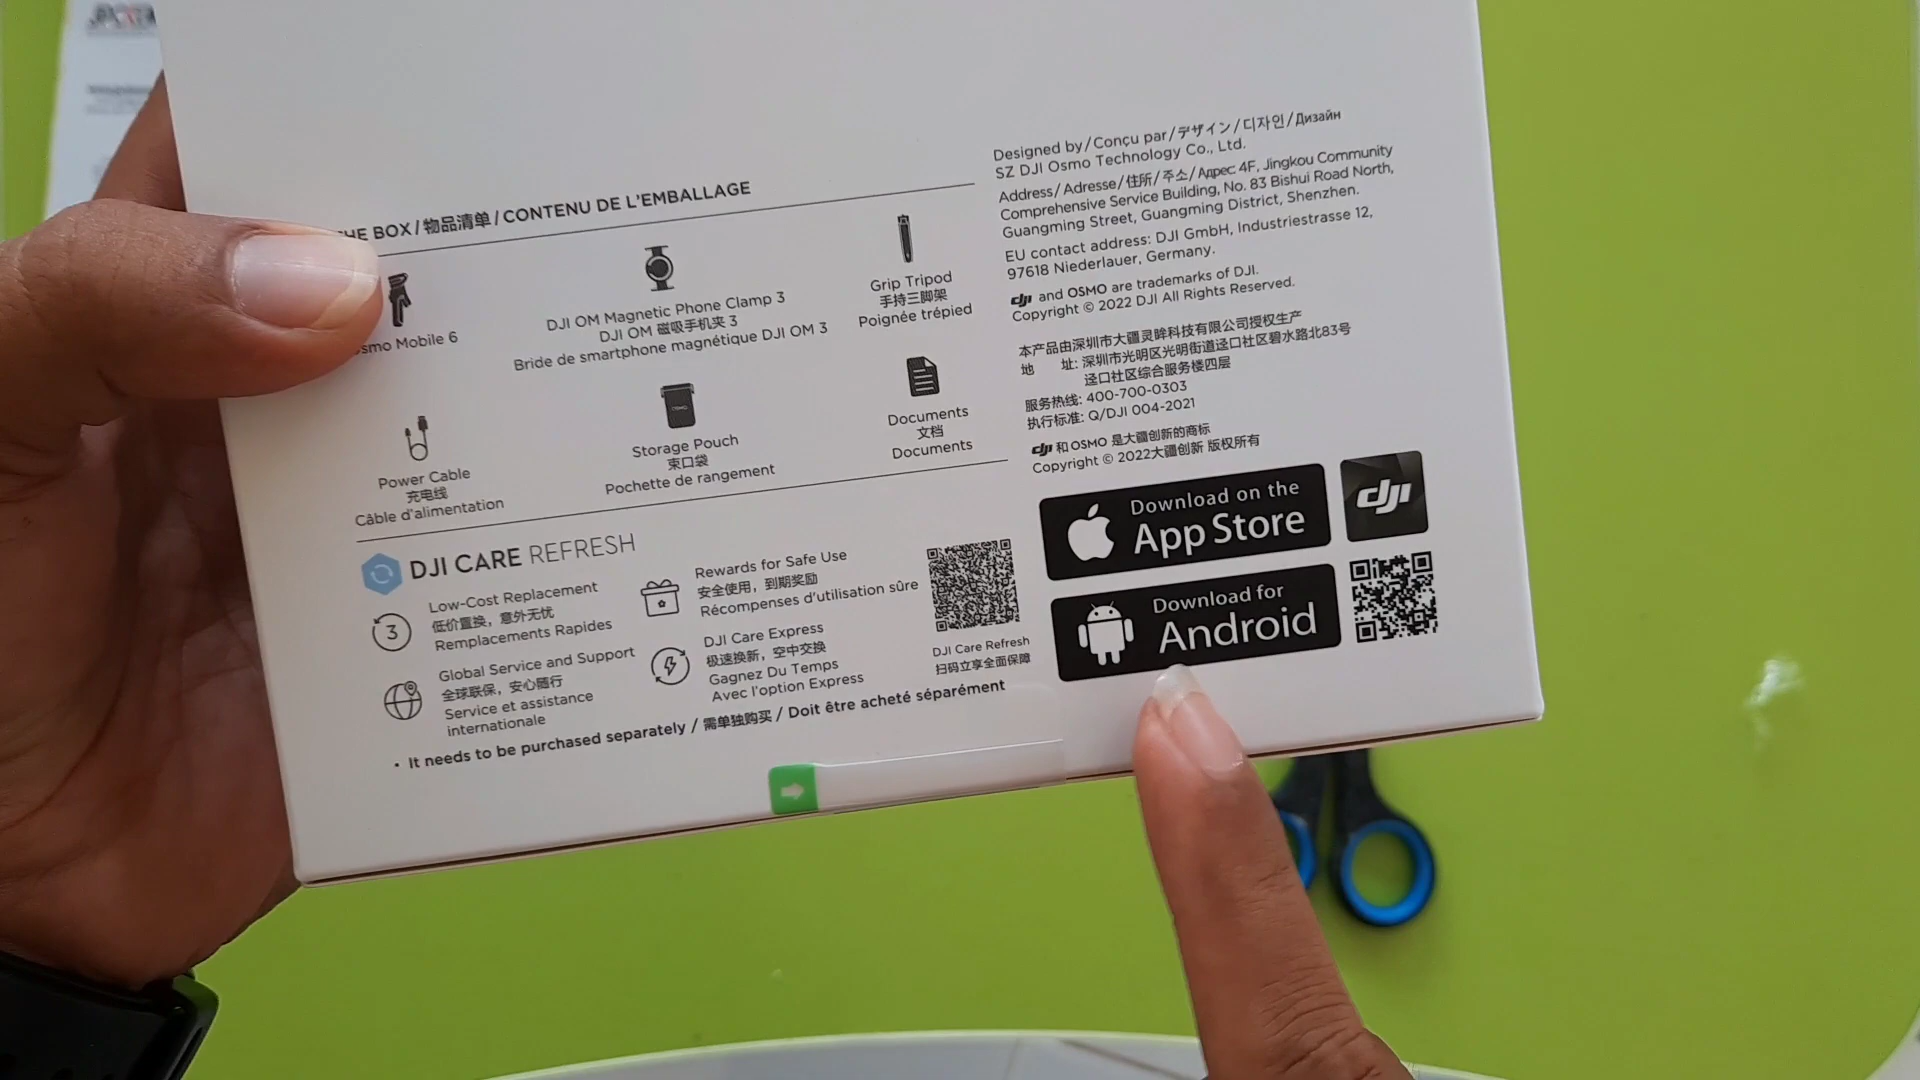 THE BOX / 物品清单 / CONTENU DE L'EMBALLAGE
Osmo Mobile 6
DJI OM Magnetic Phone Clamp 3
DJI OM 磁吸手机夹 3
Bride de smartphone magnétique DJI OM 3
Grip Tripod
手持三脚架
Poignée trépied
Power Cable
充电线
Câble d'alimentation
OSMO
Storage Pouch
束口袋
Pochette de rangement
Documents
文档
Documents
DJI CARE REFRESH
3
Low-Cost Replacement
低价置换，意外无忧
Remplacements Rapides
Global Service and Support
全球联保，安心随行
Service et assistance
internationale
Rewards for Safe Use
安全使用，到期奖励
Récompenses d'utilisation sûre
DJI Care Express
极速换新，空中交换
Gagnez Du Temps
Avec l'option Express
DJI Care Refresh
扫码立享全面保障
• It needs to be purchased separately / 需单独购买 / Doit être acheté séparément
Designed by / Conçu par / デザイン / 디자인 / Дизайн
SZ DJI Osmo Technology Co., Ltd.
Address / Adresse / 住所 / 주소 / Адрес: 4F, Jingkou Community
Comprehensive Service Building, No. 83 Bishui Road North,
Guangming Street, Guangming District, Shenzhen.
EU contact address: DJI GmbH, Industriestrasse 12,
97618 Niederlauer, Germany.
dji and OSMO are trademarks of DJI.
Copyright © 2022 DJI All Rights Reserved.
本产品由深圳市大疆灵眸科技有限公司授权生产
地 址: 深圳市光明区光明街道迳口社区碧水路北83号
迳口社区综合服务楼四层
服务热线: 400-700-0303
执行标准: Q/DJI 004-2021
dji 和 OSMO 是大疆创新的商标
Copyright © 2022大疆创新 版权所有
Download on the
App Store
dji
Download for
Android